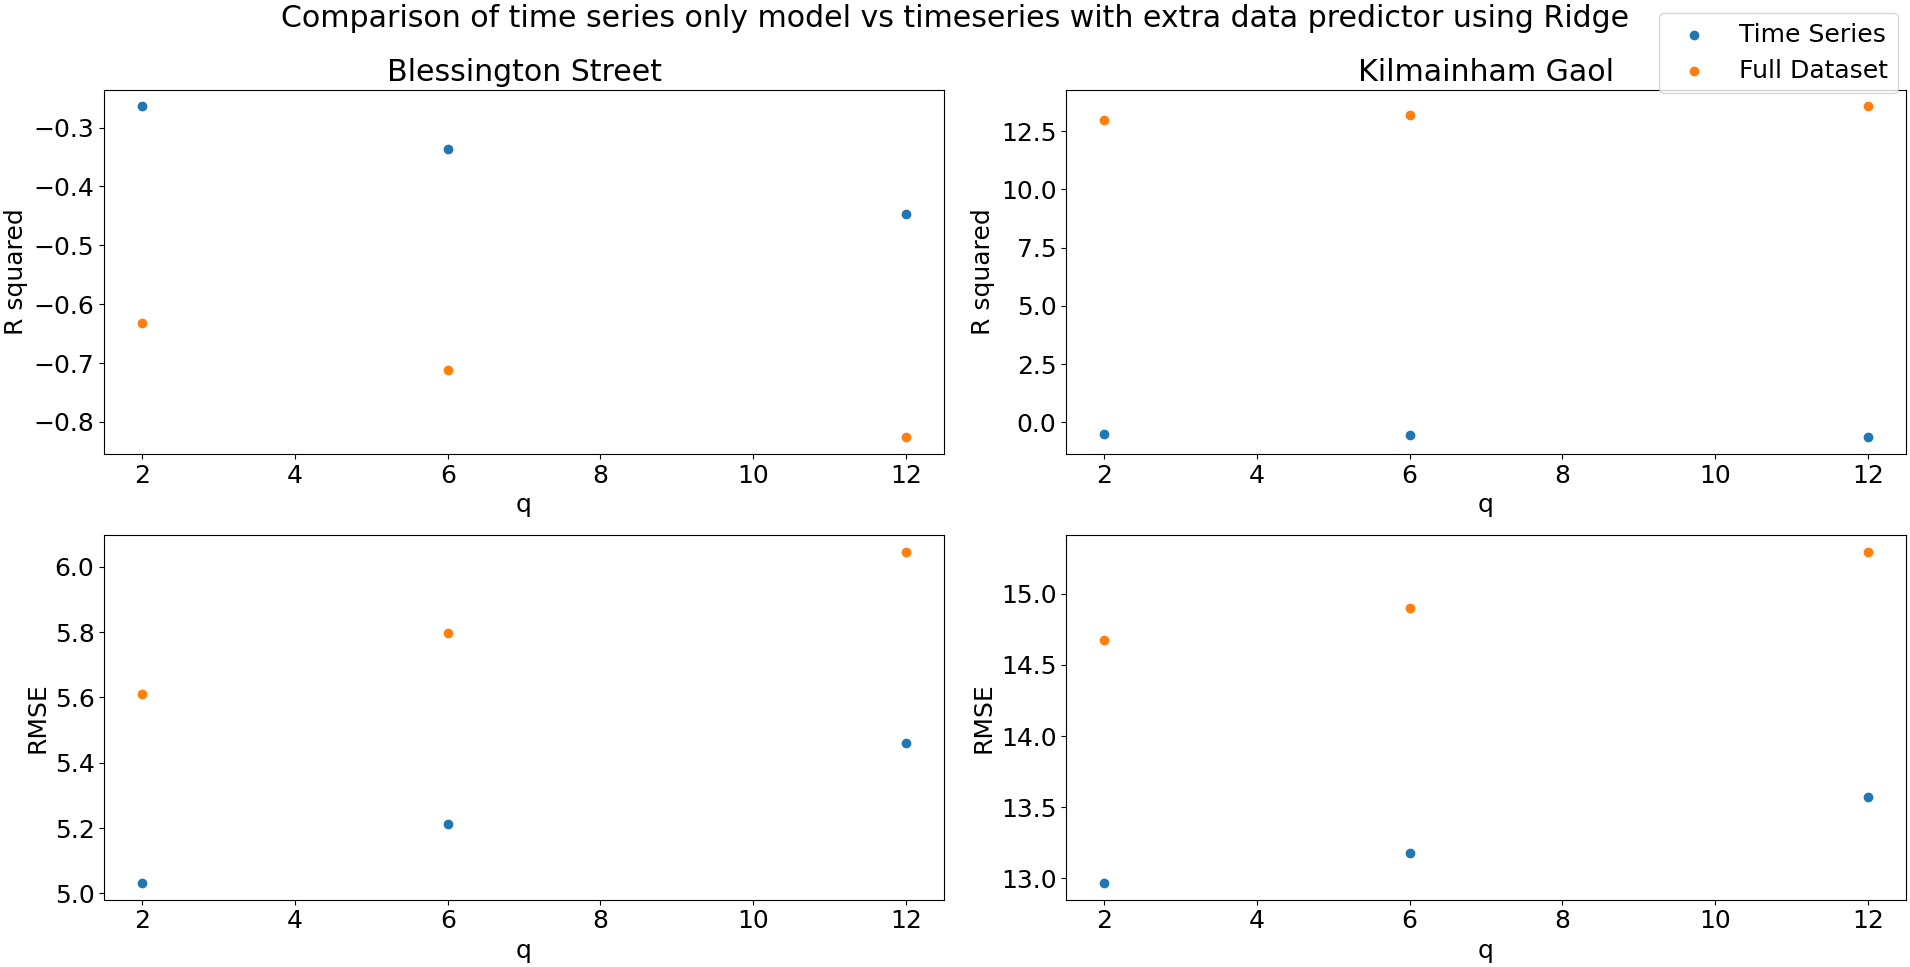 Comparison of time series only model vs timeseries with extra data predictor using Ridge
Time Series
Full Dataset
Blessington Street
R squared
−0.3
−0.4
−0.5
−0.6
−0.7
−0.8
2 4 6 8 10 12
q
Kilmainham Gaol
R squared
12.5
10.0
7.5
5.0
2.5
0.0
2 4 6 8 10 12
q
RMSE
6.0
5.8
5.6
5.4
5.2
5.0
2 4 6 8 10 12
q
RMSE
15.0
14.5
14.0
13.5
13.0
2 4 6 8 10 12
q